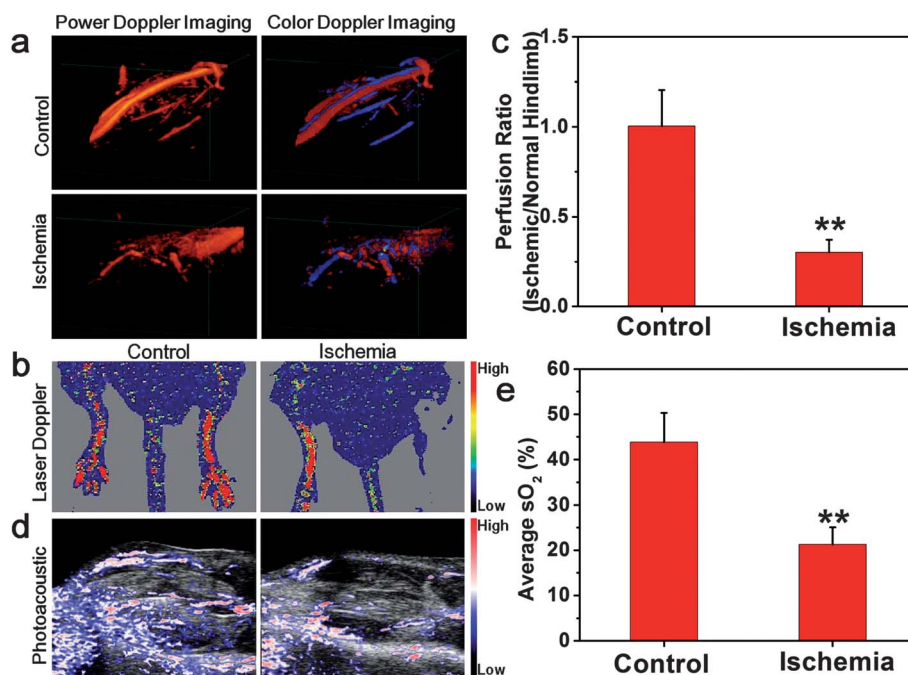 a
Power Doppler Imaging
Color Doppler Imaging
Control
Ischemia
b
Control
Ischemia
Laser Doppler
High
Low
d
Photoacoustic
High
Low
c
Perfusion Ratio
(Ischemic/Normal Hindlimb)
1.5
1.0
0.5
0.0
**
Control
Ischemia
e
Average sO₂ (%)
60
50
40
30
20
10
0
**
Control
Ischemia